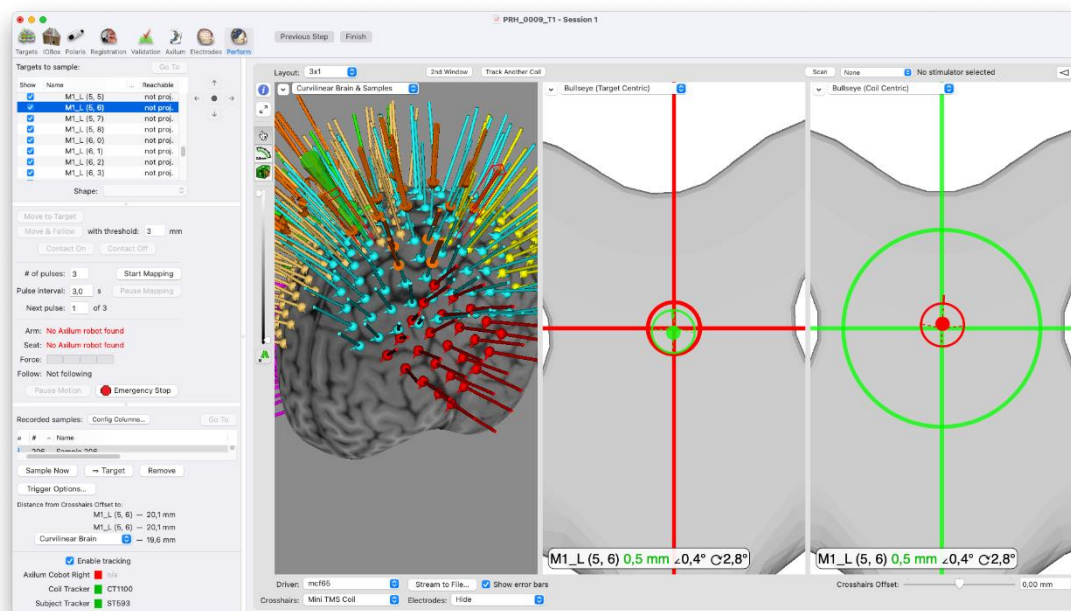 PRH_0009_T1 - Session 1
Targets IOBox Polaris Registration Validation Axilum Electrodes Perform
Previous Step Finish
Targets to sample: Go To
Show Name ... Reachable
M1_L (5, 5) not proj.
M1_L (5, 6) not proj.
M1_L (5, 7) not proj.
M1_L (5, 8) not proj.
M1_L (6, 0) not proj.
M1_L (6, 1) not proj.
M1_L (6, 2) not proj.
M1_L (6, 3) not proj.
Shape:
Move to Target
Move & Follow with threshold: 3 mm
Contact On Contact Off
# of pulses: 3 Start Mapping
Pulse interval: 3,0 s Pause Mapping
Next pulse: 1 of 3
Arm: No Axilum robot found
Seat: No Axilum robot found
Force:
Follow: Not following
Pause Motion Emergency Stop
Recorded samples: Config Columns... Go To
# Name
206 Sample 206
Sample Now → Target Remove
Trigger Options...
Distance from Crosshairs Offset to:
M1_L (5, 6) — 20,1 mm
M1_L (5, 6) — 20,1 mm
Curvilinear Brain — 19,6 mm
Enable tracking
Axilum Cobot Right n/a
Coil Tracker CT1100
Subject Tracker ST593
Layout: 3x1 2nd Window Track Another Coil Scan None No stimulator selected
Curvilinear Brain & Samples
Bullseye (Target Centric)
Bullseye (Coil Centric)
M1_L (5, 6) 0,5 mm ∠0,4° ⟳2,8°
M1_L (5, 6) 0,5 mm ∠0,4° ⟳2,8°
Driver: mcf65 Stream to File... Show error bars Crosshairs Offset: 0,00 mm
Crosshairs: Mini TMS Coil Electrodes: Hide